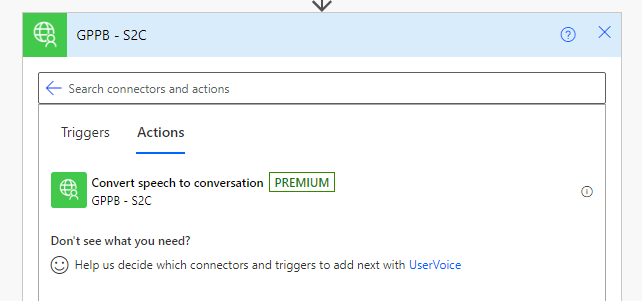 GPPB - S2C
Search connectors and actions
Triggers Actions
Convert speech to conversation PREMIUM
GPPB - S2C
Don't see what you need?
Help us decide which connectors and triggers to add next with UserVoice